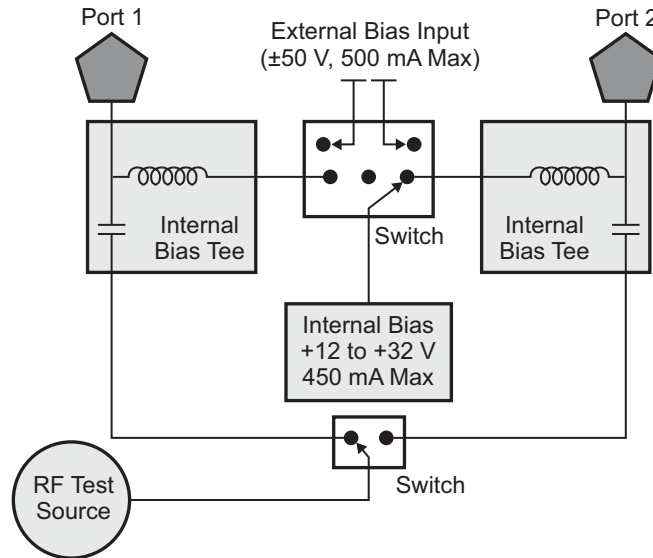 Port 1
External Bias Input
(±50 V, 500 mA Max)
Port 2
Internal
Bias Tee
Switch
Internal
Bias Tee
Internal Bias
+12 to +32 V
450 mA Max
RF Test
Source
Switch